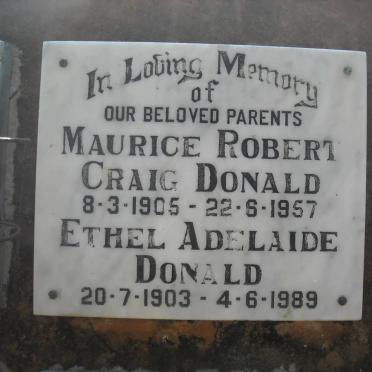 In Loving Memory
of
OUR BELOVED PARENTS
MAURICE ROBERT
CRAIG DONALD
8-3-1905 - 22-6-1957
ETHEL ADELAIDE
DONALD
20-7-1903 - 4-6-1989